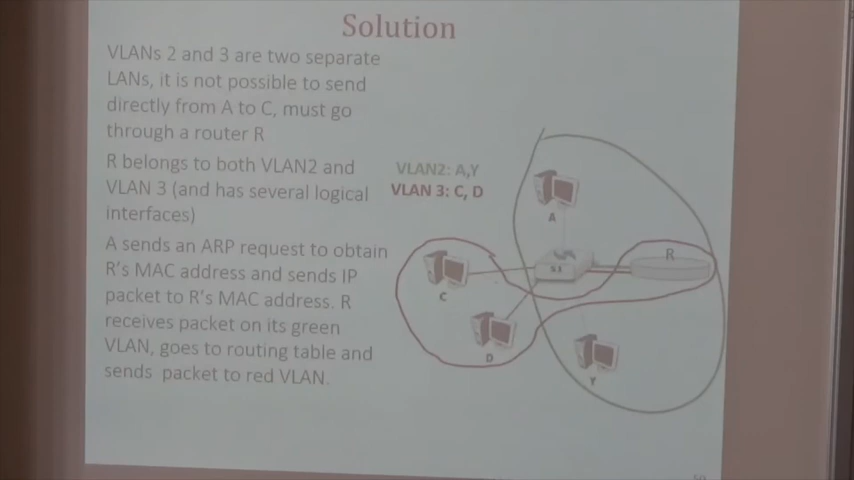 Solution
VLANs 2 and 3 are two separate
LANs, it is not possible to send
directly from A to C, must go
through a router R
R belongs to both VLAN2 and
VLAN 3 (and has several logical
interfaces)
A sends an ARP request to obtain
R's MAC address and sends IP
packet to R's MAC address. R
receives packet on its green
VLAN, goes to routing table and
sends packet to red VLAN.
VLAN2: A,Y
VLAN 3: C, D
A
S1
R
C
D
Y